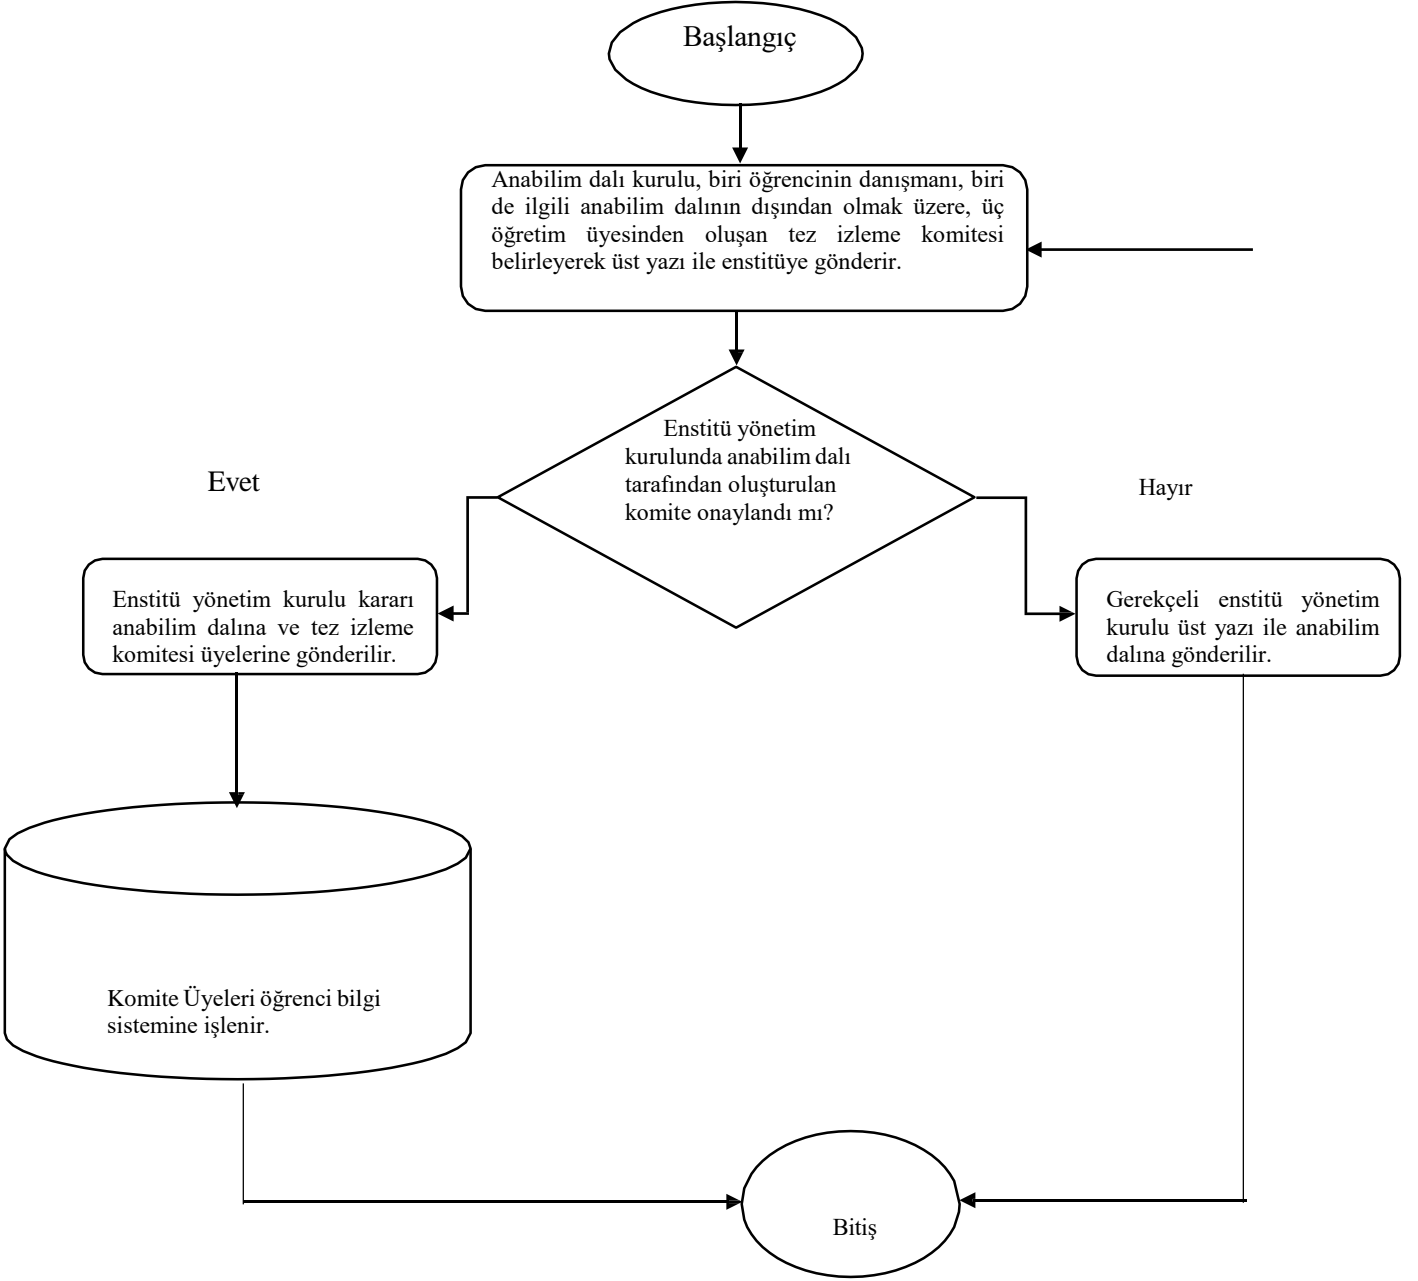 Başlangıç
Anabilim dalı kurulu, biri öğrencinin danışmanı, biri
de ilgili anabilim dalının dışından olmak üzere, üç
öğretim üyesinden oluşan tez izleme komitesi
belirleyerek üst yazı ile enstitüye gönderir.
Enstitü yönetim
kurulunda anabilim dalı
tarafından oluşturulan
komite onaylandı mı?
Evet
Hayır
Enstitü yönetim kurulu kararı
anabilim dalına ve tez izleme
komitesi üyelerine gönderilir.
Gerekçeli enstitü yönetim
kurulu üst yazı ile anabilim
dalına gönderilir.
Komite Üyeleri öğrenci bilgi
sistemine işlenir.
Bitiş